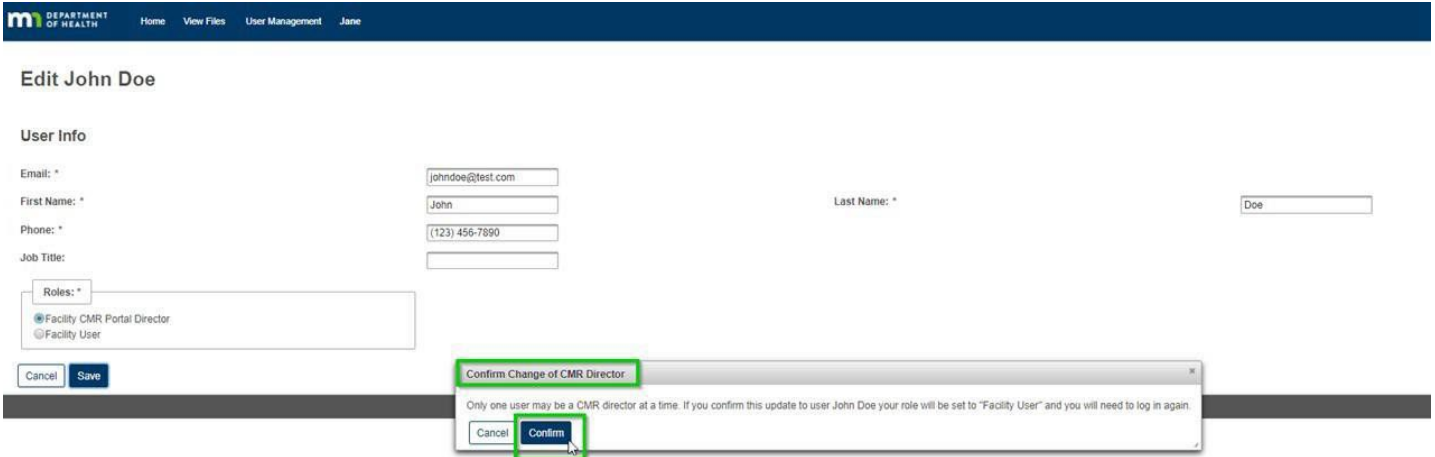 DEPARTMENT
OF HEALTH
Home View Files User Management Jane
Edit John Doe
User Info
Email: * johndoe@test.com
First Name: * John Last Name: * Doe
Phone: * (123) 456-7890
Job Title:
Roles: *
Facility CMR Portal Director
Facility User
Cancel Save
Confirm Change of CMR Director
Only one user may be a CMR director at a time. If you confirm this update to user John Doe your role will be set to "Facility User" and you will need to log in again.
Cancel Confirm